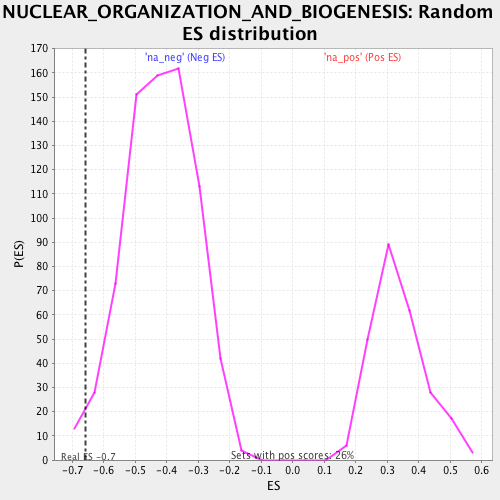 NUCLEAR_ORGANIZATION_AND_BIOGENESIS: Random
ES distribution
'na_neg' (Neg ES) 'na_pos' (Pos ES)
170
160
150
140
130
120
110
100
90
80
70
60
50
40
30
20
10
0
P(ES)
Real ES -0.7
Sets with pos scores: 26%
-0.7 -0.6 -0.5 -0.4 -0.3 -0.2 -0.1 0.0 0.1 0.2 0.3 0.4 0.5 0.6
ES